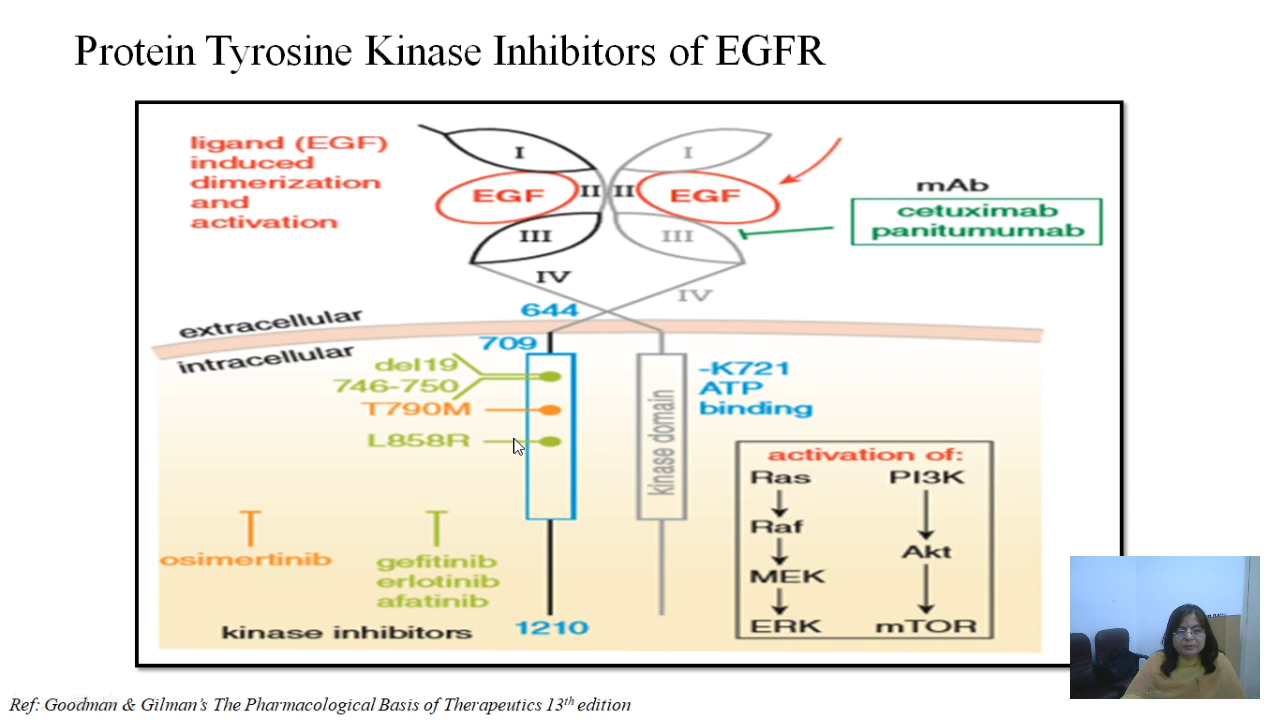 Protein Tyrosine Kinase Inhibitors of EGFR
ligand (EGF)
induced
dimerization
and
activation
I
I
EGF
II
II
EGF
III
III
IV
IV
mAb
cetuximab
panitumumab
extracellular
intracellular
644
709
del19
746-750
T790M
L858R
kinase domain
-K721
ATP
binding
osimertinib
gefitinib
erlotinib
afatinib
kinase inhibitors
1210
activation of:
Ras
PI3K
Raf
Akt
MEK
ERK
mTOR
Ref: Goodman & Gilman's The Pharmacological Basis of Therapeutics 13th edition